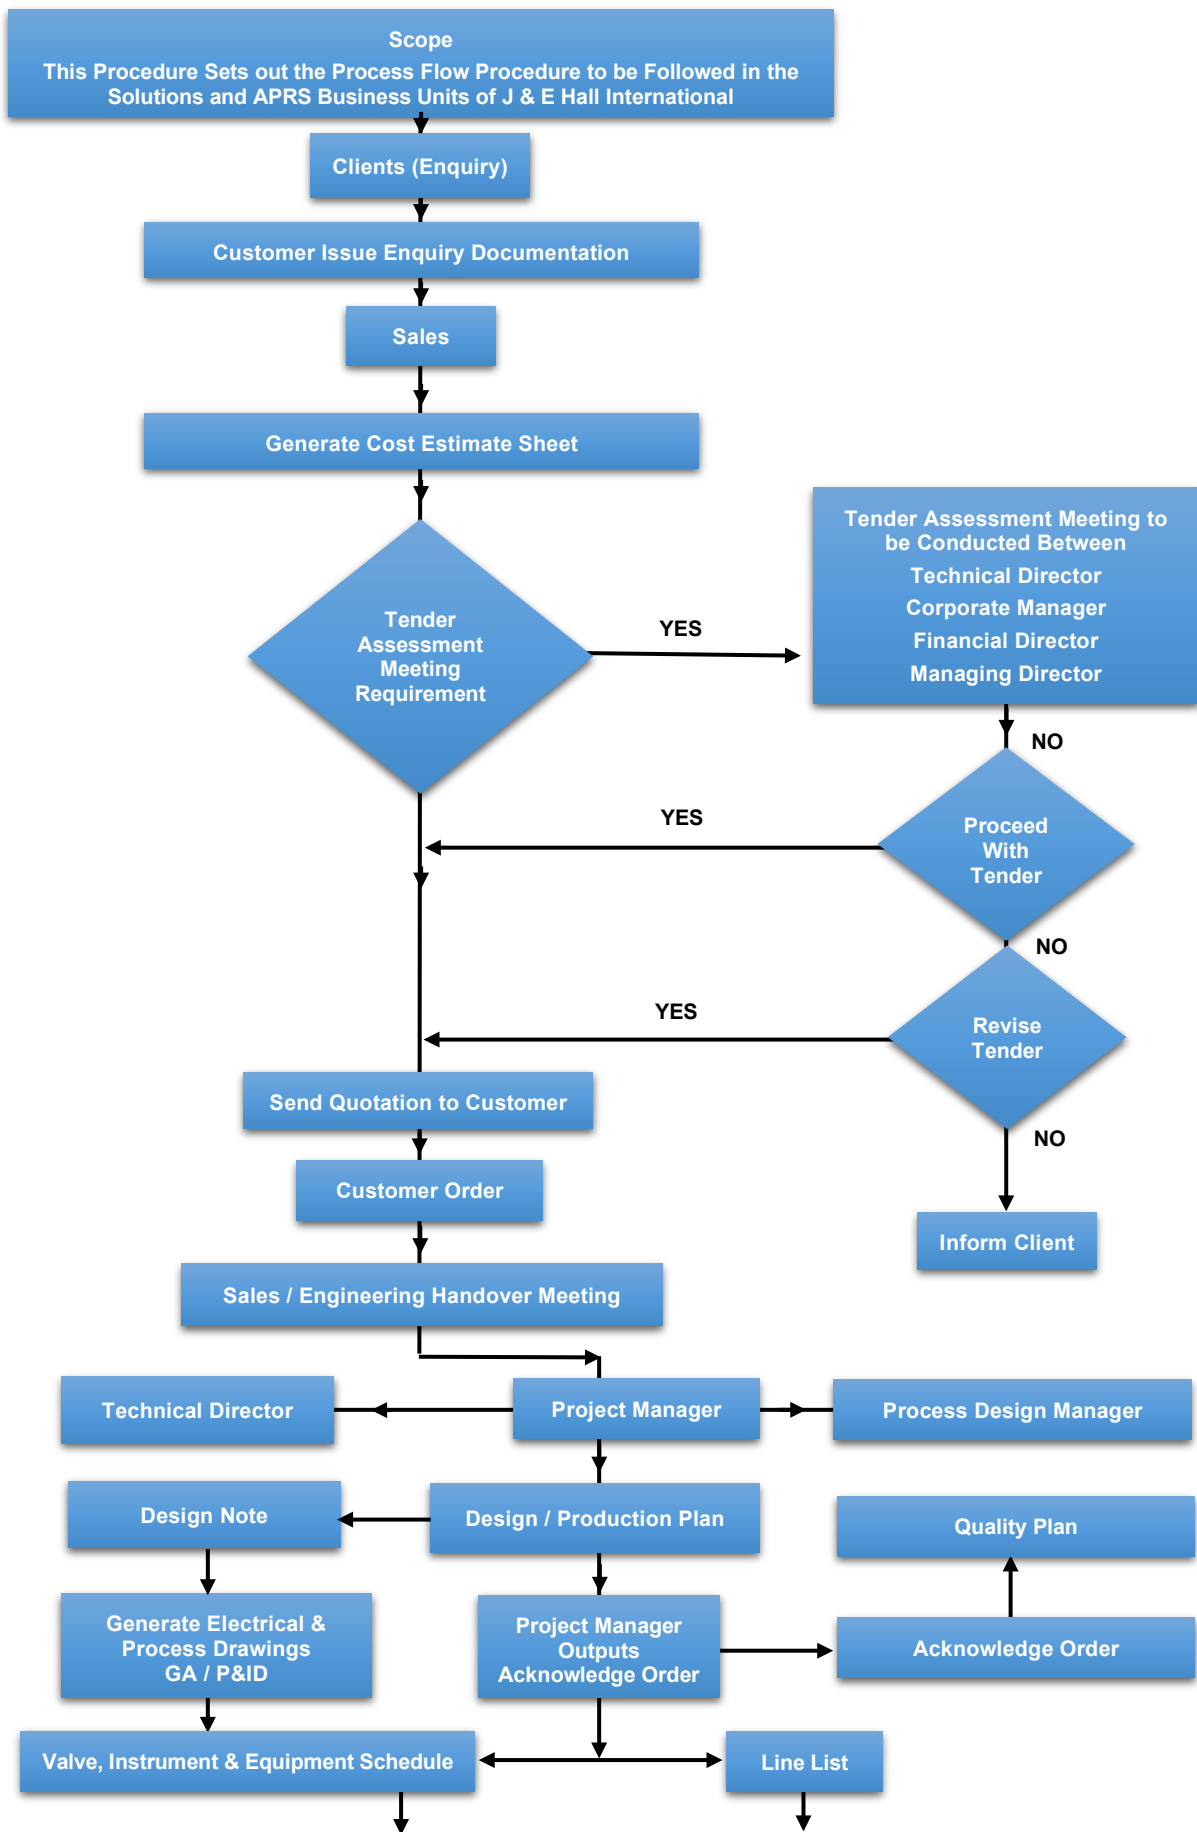 Scope
This Procedure Sets out the Process Flow Procedure to be Followed in the
Solutions and APRS Business Units of J & E Hall International
Clients (Enquiry)
Customer Issue Enquiry Documentation
Sales
Generate Cost Estimate Sheet
Tender
Assessment
Meeting
Requirement
YES
Tender Assessment Meeting to
be Conducted Between
Technical Director
Corporate Manager
Financial Director
Managing Director
NO
Proceed
With
Tender
YES
NO
Revise
Tender
YES
NO
Inform Client
Send Quotation to Customer
Customer Order
Sales / Engineering Handover Meeting
Technical Director
Project Manager
Process Design Manager
Design Note
Design / Production Plan
Quality Plan
Generate Electrical &
Process Drawings
GA / P&ID
Project Manager
Outputs
Acknowledge Order
Acknowledge Order
Valve, Instrument & Equipment Schedule
Line List